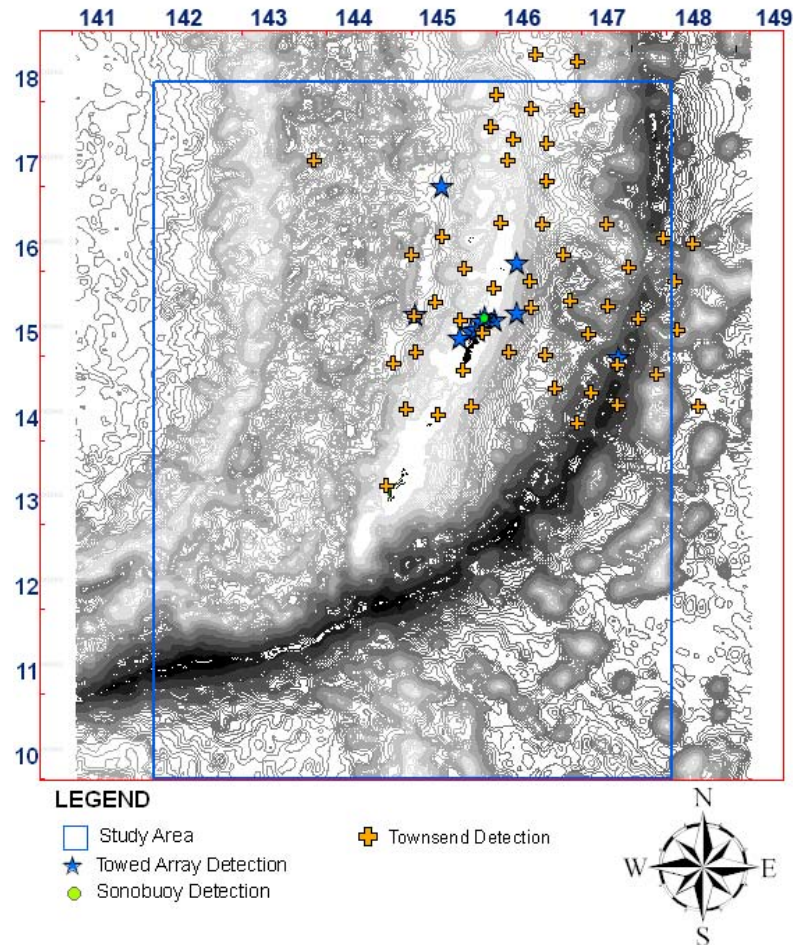 141 142 143 144 145 146 147 148 149
18
17
16
15
14
13
12
11
10
LEGEND
Study Area
Towed Array Detection
Sonobuoy Detection
Townsend Detection
N
W E
S